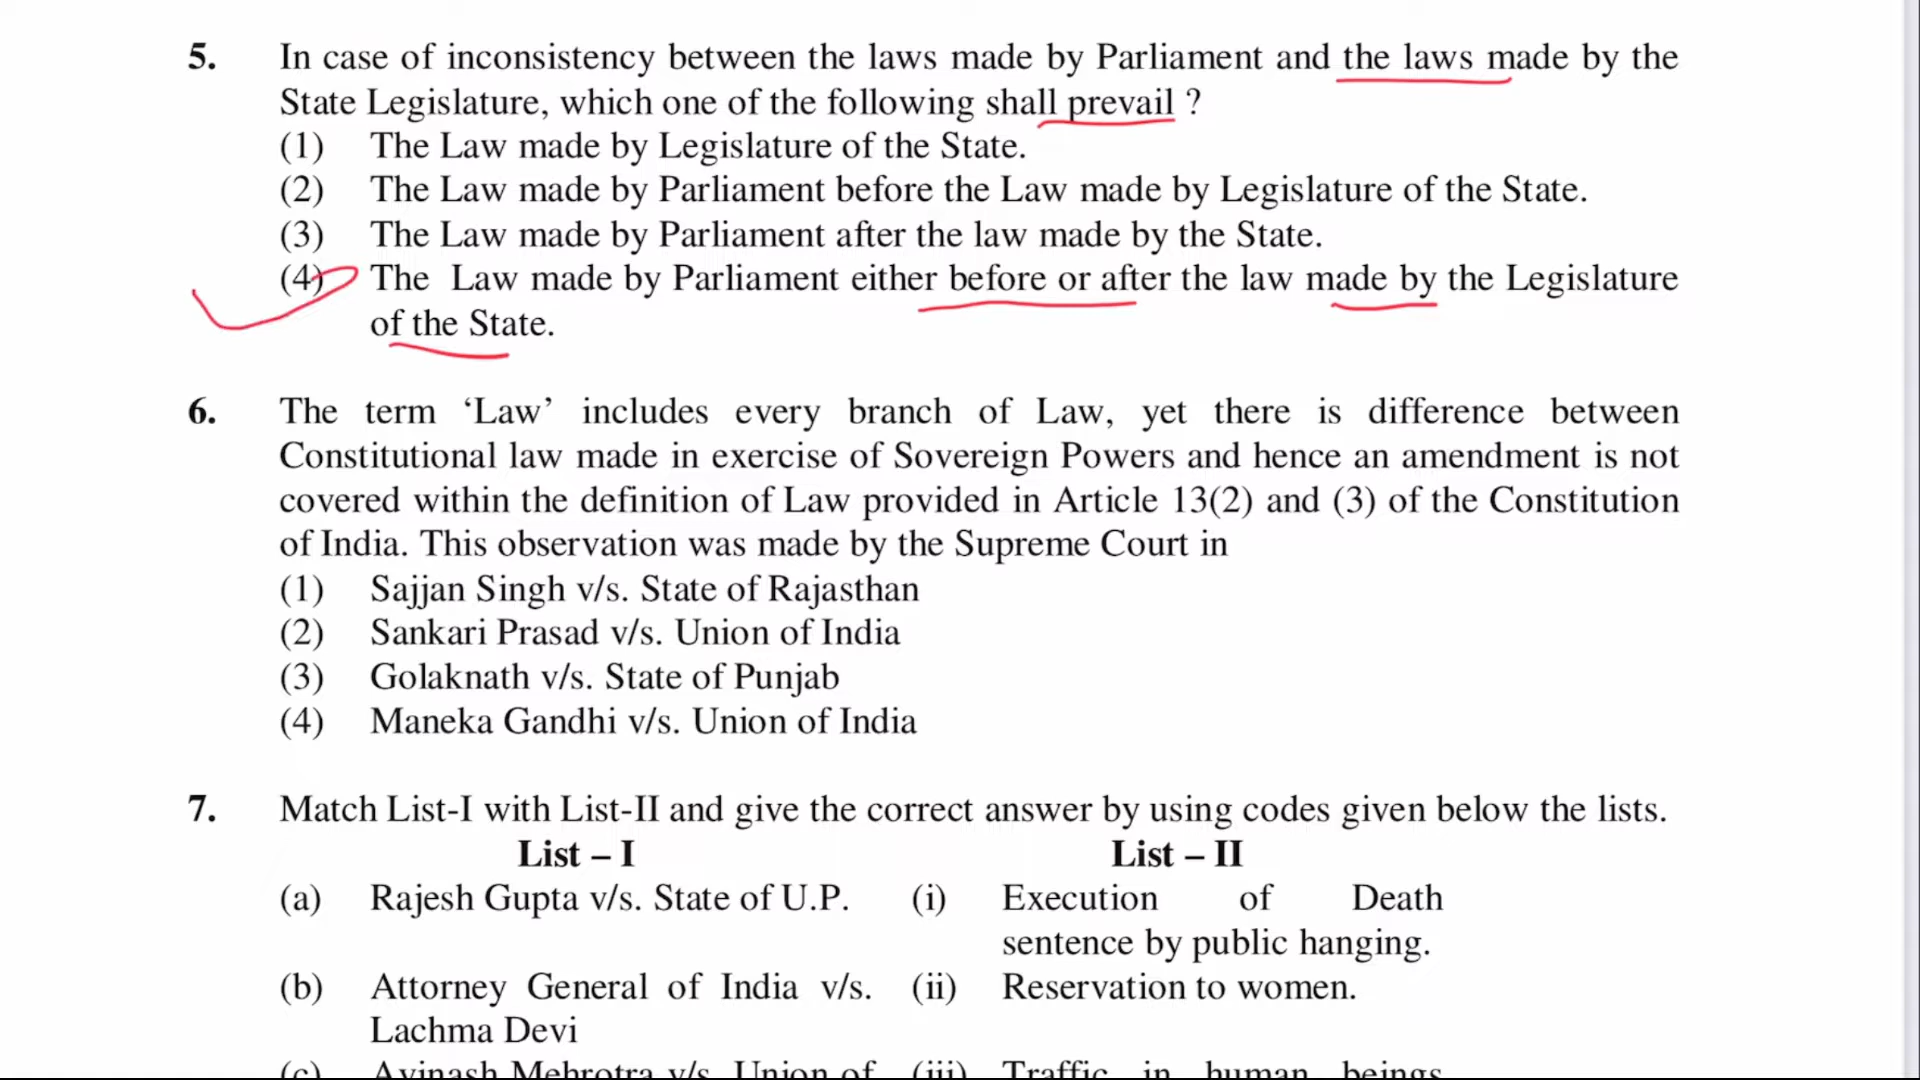 5. In case of inconsistency between the laws made by Parliament and the laws made by the
State Legislature, which one of the following shall prevail ?
(1) The Law made by Legislature of the State.
(2) The Law made by Parliament before the Law made by Legislature of the State.
(3) The Law made by Parliament after the law made by the State.
(4) The Law made by Parliament either before or after the law made by the Legislature
of the State.
6. The term ‘Law’ includes every branch of Law, yet there is difference between
Constitutional law made in exercise of Sovereign Powers and hence an amendment is not
covered within the definition of Law provided in Article 13(2) and (3) of the Constitution
of India. This observation was made by the Supreme Court in
(1) Sajjan Singh v/s. State of Rajasthan
(2) Sankari Prasad v/s. Union of India
(3) Golaknath v/s. State of Punjab
(4) Maneka Gandhi v/s. Union of India
7. Match List-I with List-II and give the correct answer by using codes given below the lists.
List – I List – II
(a) Rajesh Gupta v/s. State of U.P. (i) Execution of Death
sentence by public hanging.
(b) Attorney General of India v/s. (ii) Reservation to women.
Lachma Devi
(c) Avinash Mehrotra v/s. Union of (iii) Traffic in human beings